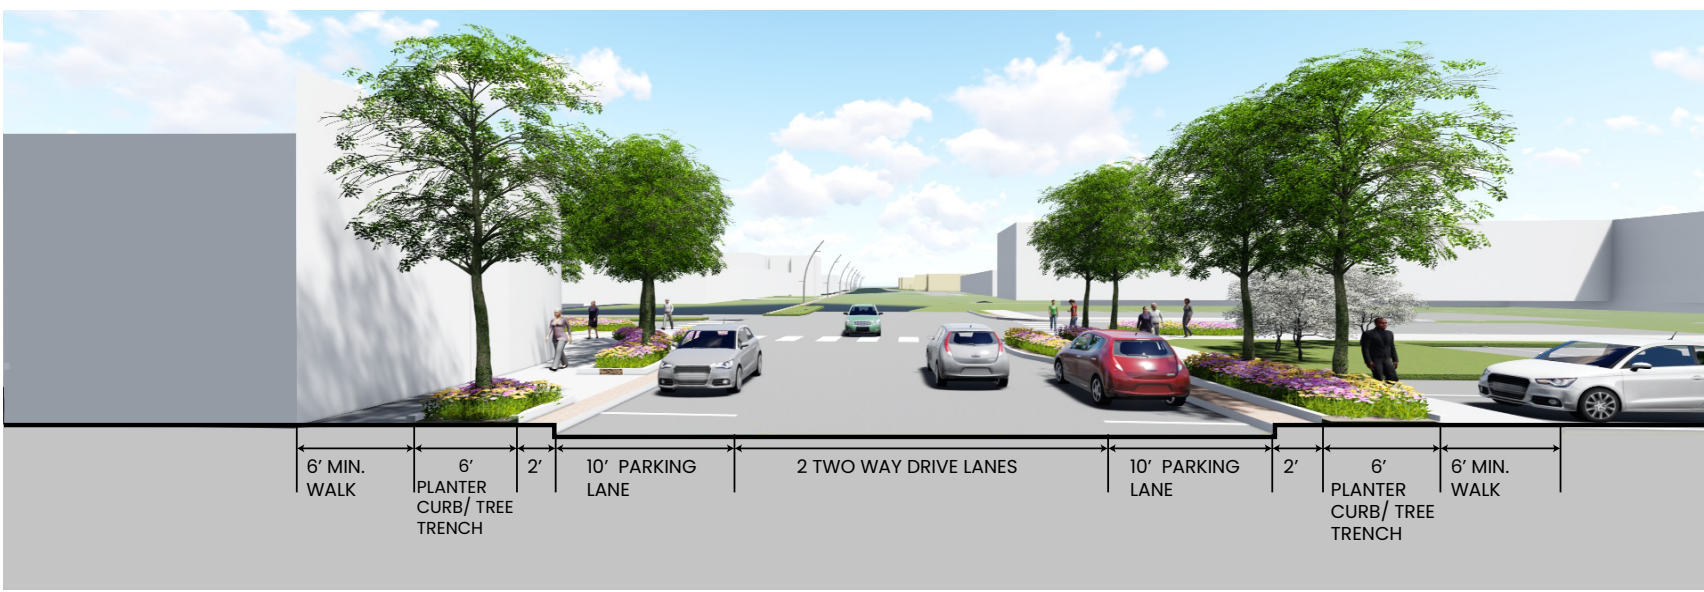 6' MIN.
WALK
6'
PLANTER
CURB/ TREE
TRENCH
2'
10' PARKING
LANE
2 TWO WAY DRIVE LANES
10' PARKING
LANE
2'
6'
PLANTER
CURB/ TREE
TRENCH
6' MIN.
WALK